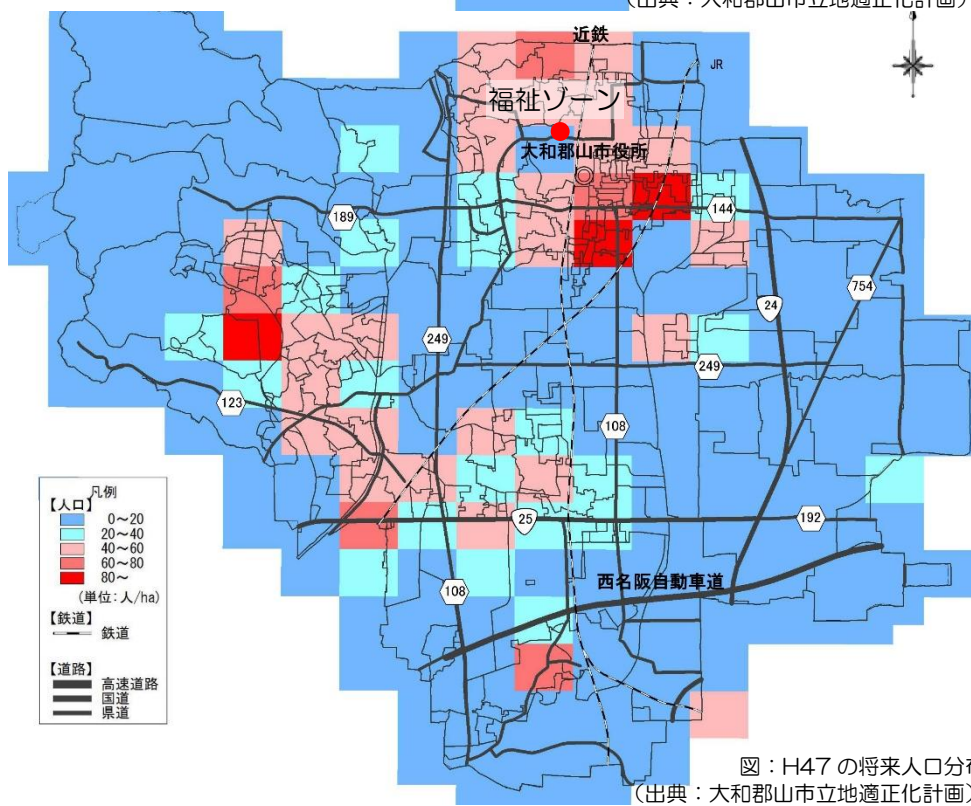 （出典：大和郡山市立地適正化計画）
近鉄
JR
福祉ゾーン
大和郡山市役所
189
144
754
24
249
249
123
108
25
192
西名阪自動車道
108
凡例
【人口】
0～20
20～40
40～60
60～80
80～
(単位：人/ha)
【鉄道】
鉄道
【道路】
高速道路
国道
県道
図：H47 の将来人口分布
（出典：大和郡山市立地適正化計画）